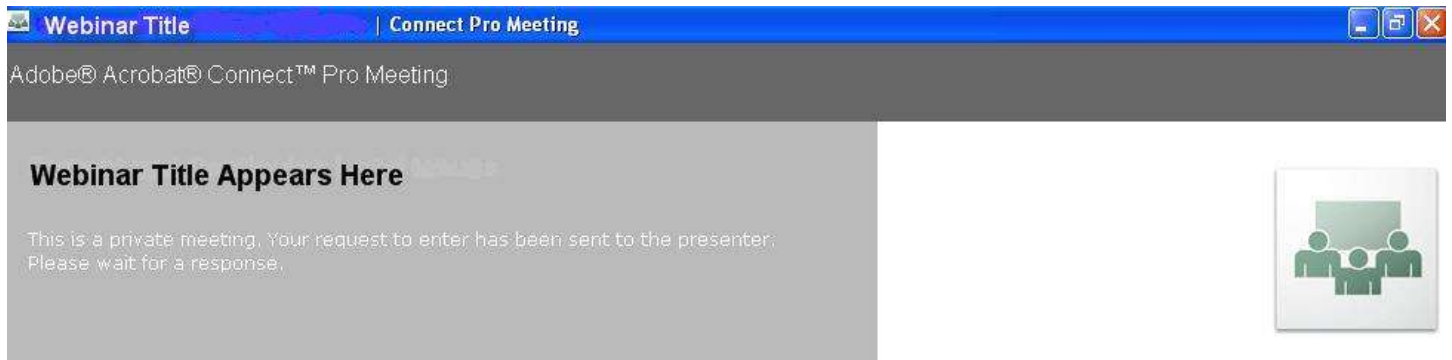 Webinar Title | Connect Pro Meeting
Adobe® Acrobat® Connect™ Pro Meeting
Webinar Title Appears Here
This is a private meeting. Your request to enter has been sent to the presenter.
Please wait for a response.